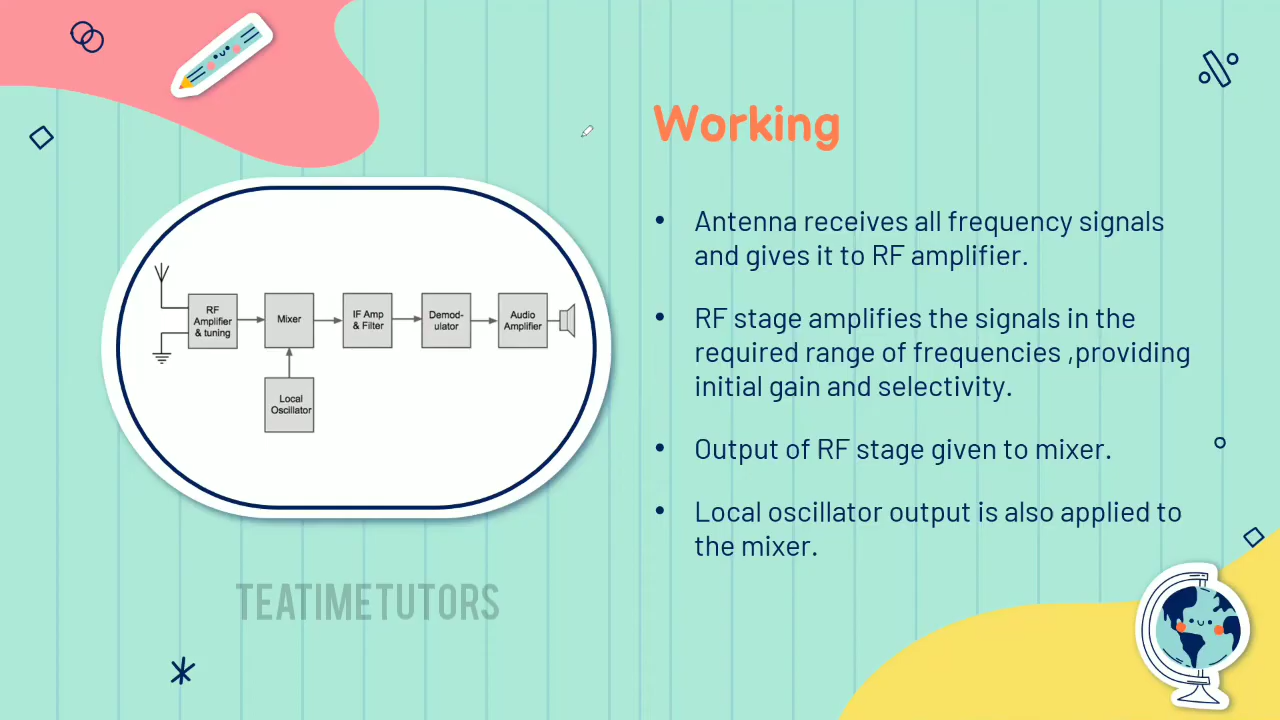 Working
• Antenna receives all frequency signals
and gives it to RF amplifier.
• RF stage amplifies the signals in the
required range of frequencies ,providing
initial gain and selectivity.
• Output of RF stage given to mixer.
• Local oscillator output is also applied to
the mixer.
RF
Amplifier
& tuning
Mixer
IF Amp
& Filter
Demod-
ulator
Audio
Amplifier
Local
Oscillator
TEATIMETUTORS